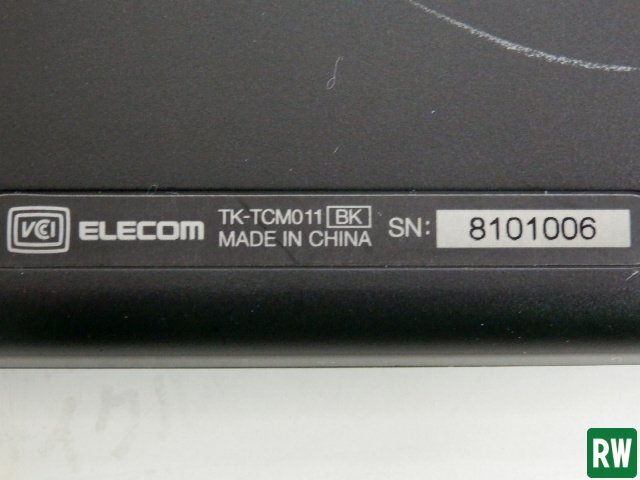 VCCI ELECOM TK-TCM011 BK
MADE IN CHINA
SN: 8101006
RW